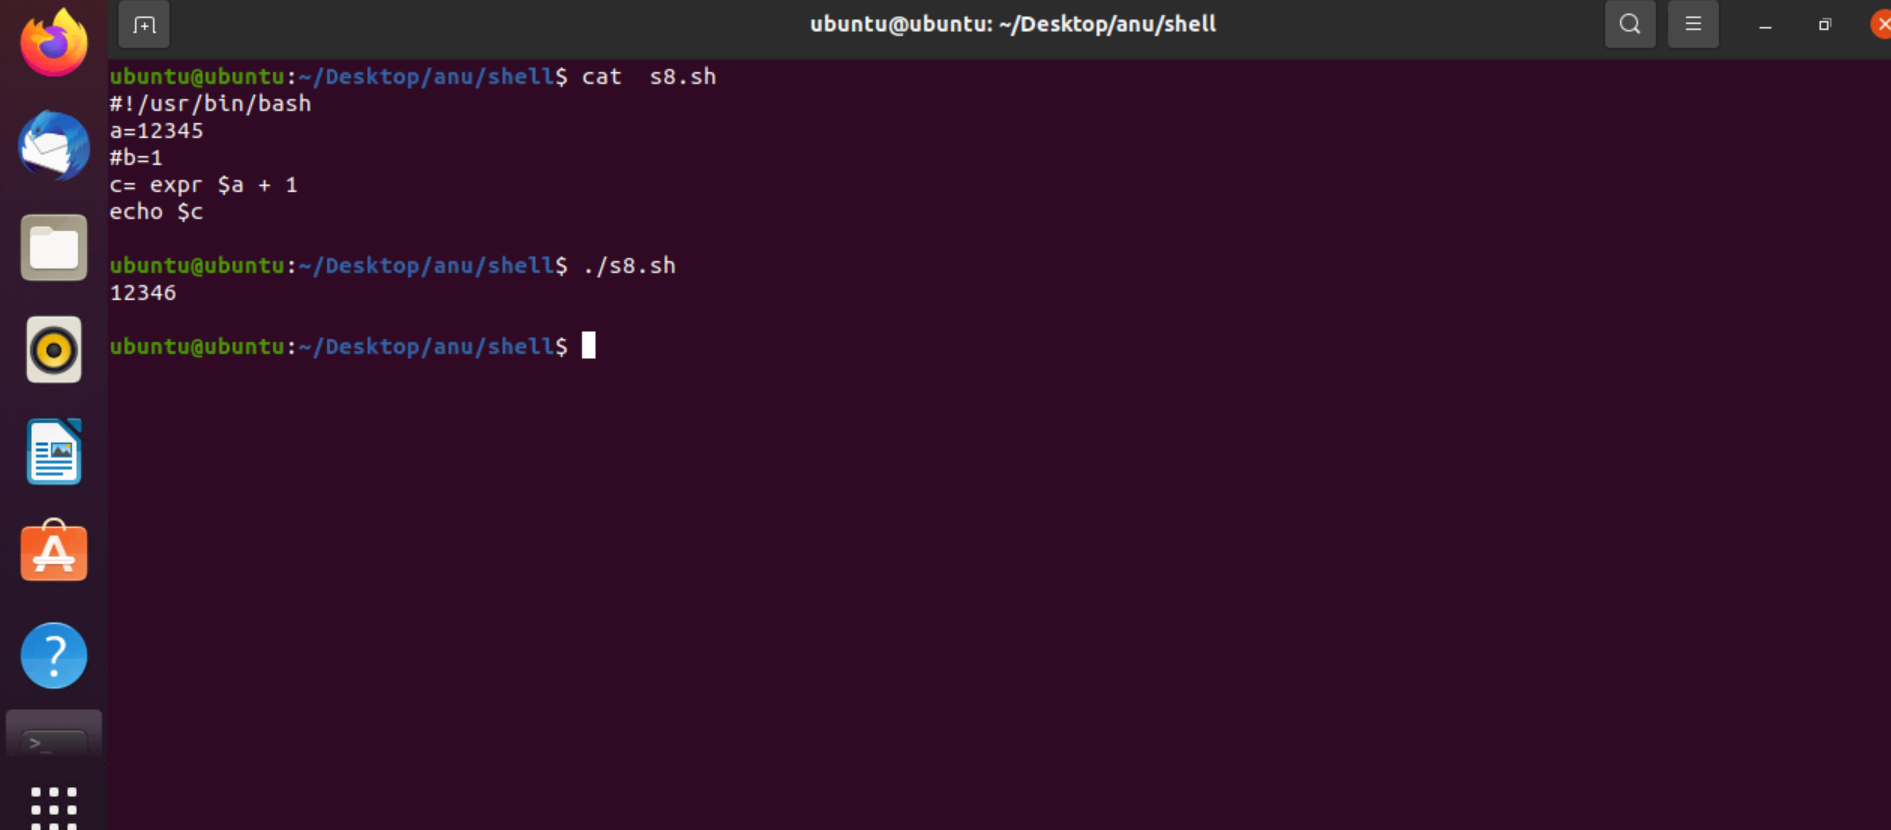 ubuntu@ubuntu: ~/Desktop/anu/shell
ubuntu@ubuntu:~/Desktop/anu/shell$ cat  s8.sh
#!/usr/bin/bash
a=12345
#b=1
c= expr $a + 1
echo $c
ubuntu@ubuntu:~/Desktop/anu/shell$ ./s8.sh
12346
ubuntu@ubuntu:~/Desktop/anu/shell$